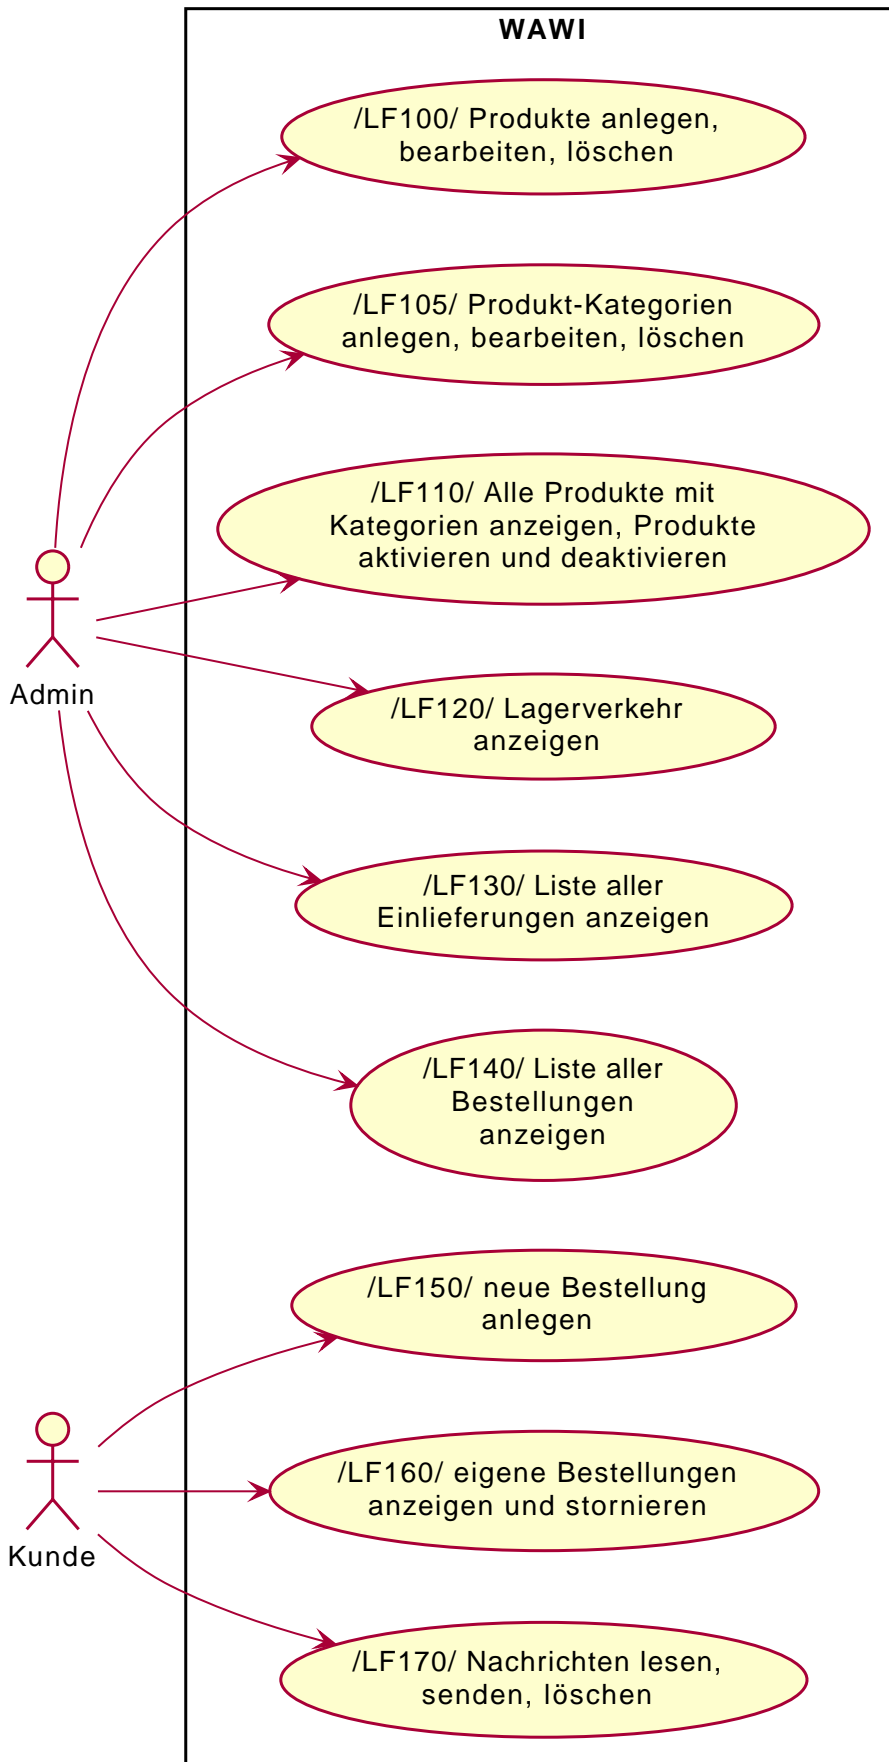 WAWI
/LF100/ Produkte anlegen,
bearbeiten, löschen
/LF105/ Produkt-Kategorien
anlegen, bearbeiten, löschen
/LF110/ Alle Produkte mit
Kategorien anzeigen, Produkte
aktivieren und deaktivieren
Admin
/LF120/ Lagerverkehr
anzeigen
/LF130/ Liste aller
Einlieferungen anzeigen
/LF140/ Liste aller
Bestellungen
anzeigen
/LF150/ neue Bestellung
anlegen
/LF160/ eigene Bestellungen
anzeigen und stornieren
Kunde
/LF170/ Nachrichten lesen,
senden, löschen